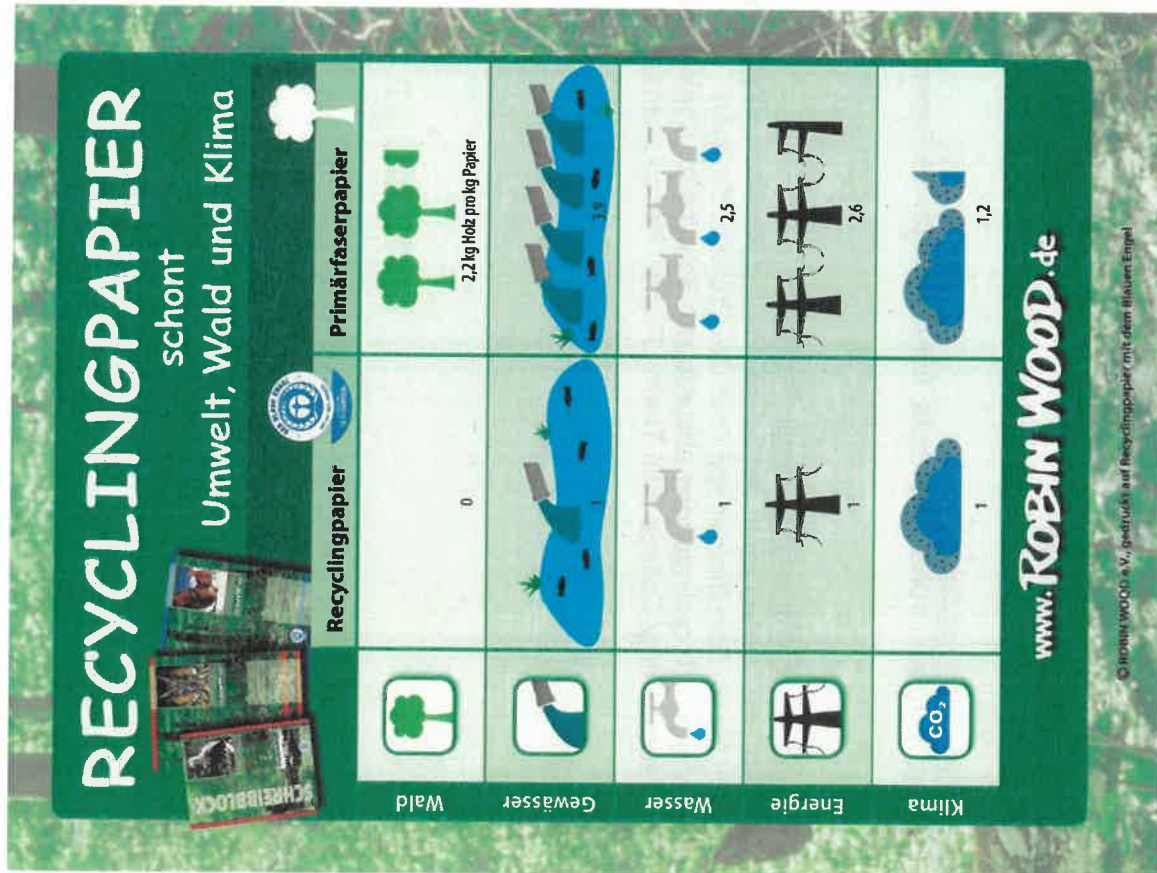 RECYCLINGPAPIER
schont
Umwelt, Wald und Klima
SCHREIBBLOCK
Recyclingpapier
Primärfaserpapier
Wald
0
2,2 kg Holz pro kg Papier
Gewässer
1
3,9
Wasser
1
2,5
Energie
1
2,6
Klima
CO₂
1
1,2
www.ROBIN WOOD.de
© ROBIN WOOD e.V., gedruckt auf Recyclingpapier mit dem Blauen Engel